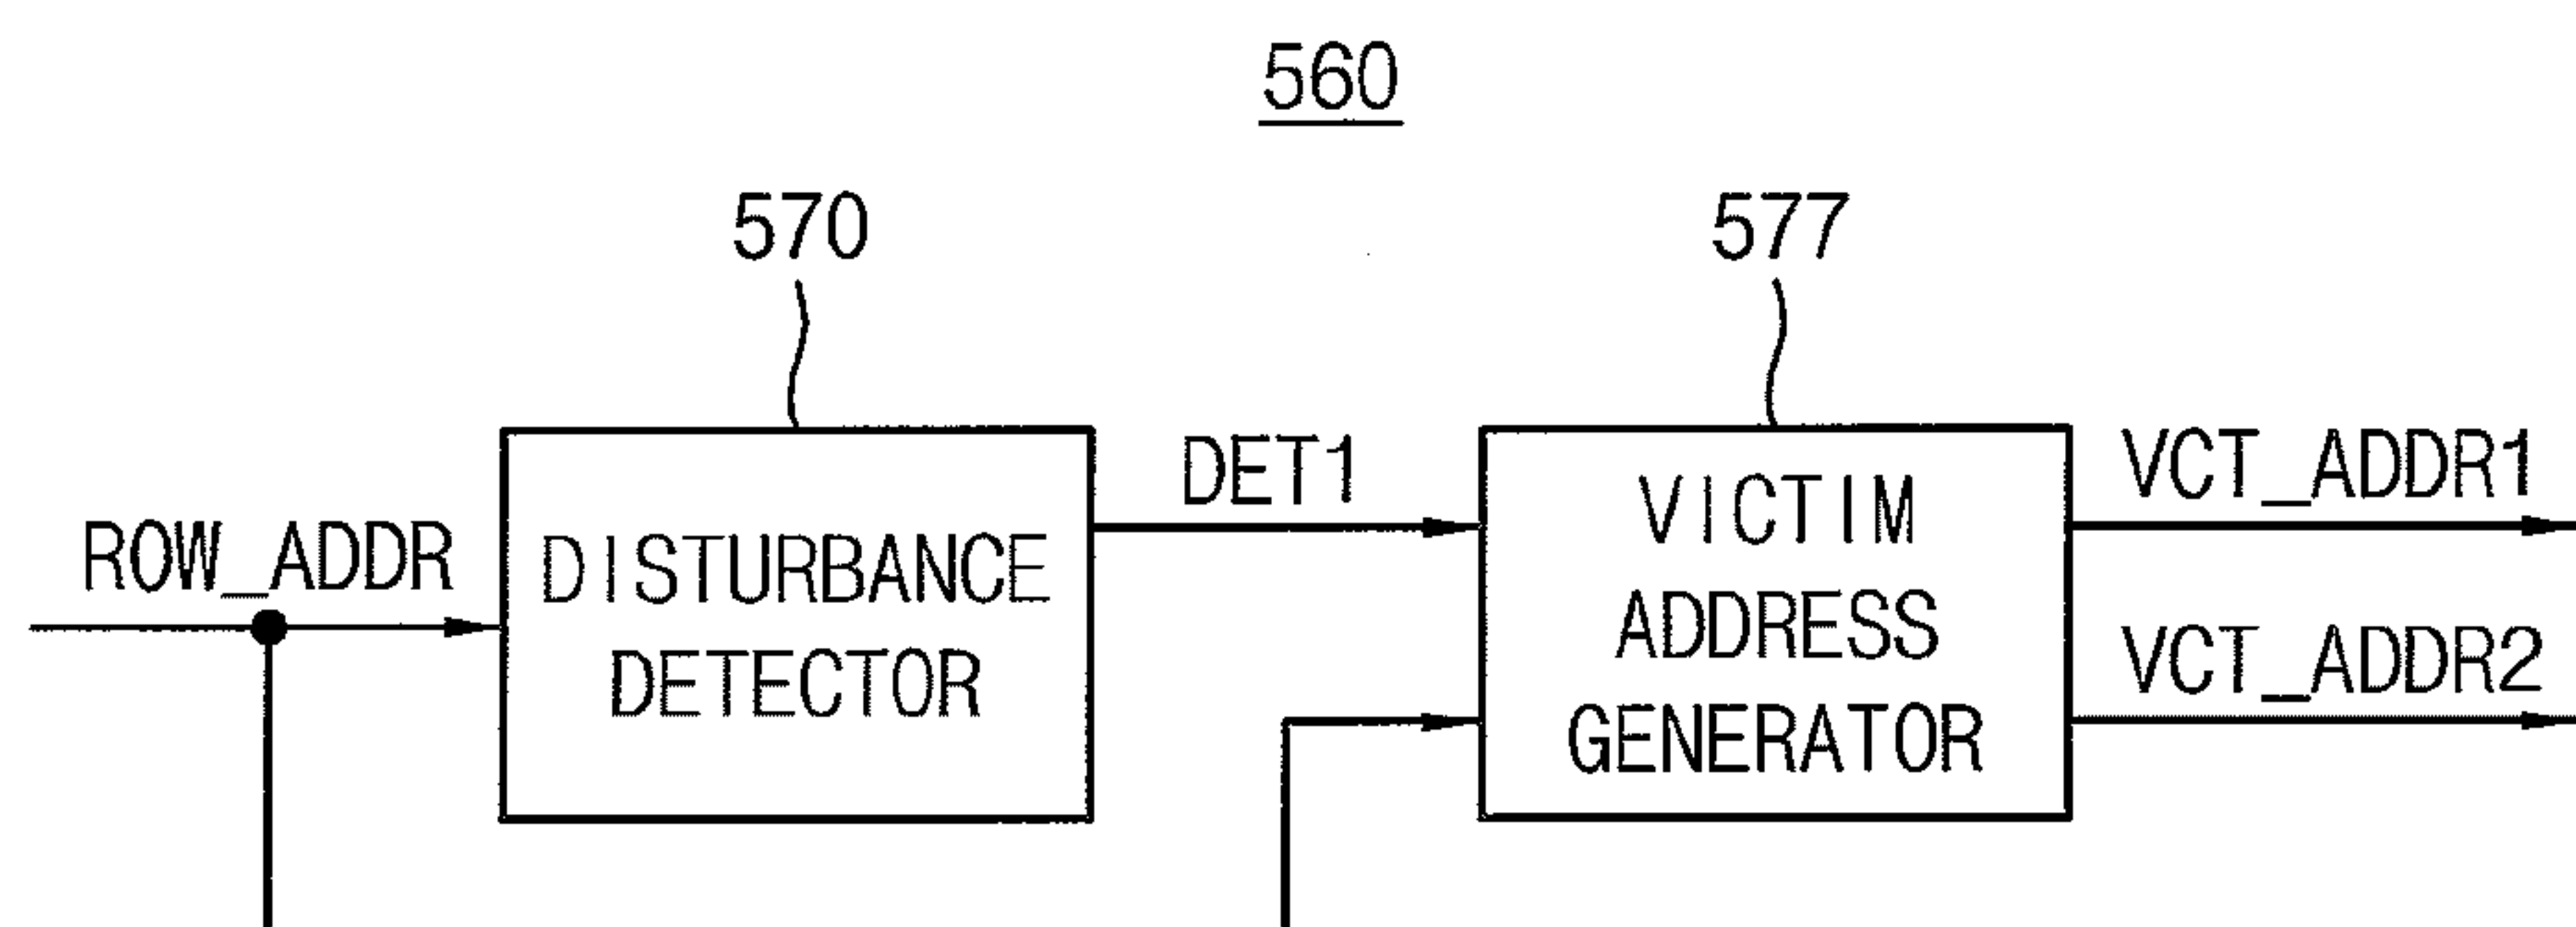 560
570
577
ROW_ADDR
DISTURBANCE
DETECTOR
DET1
VICTIM
ADDRESS
GENERATOR
VCT_ADDR1
VCT_ADDR2